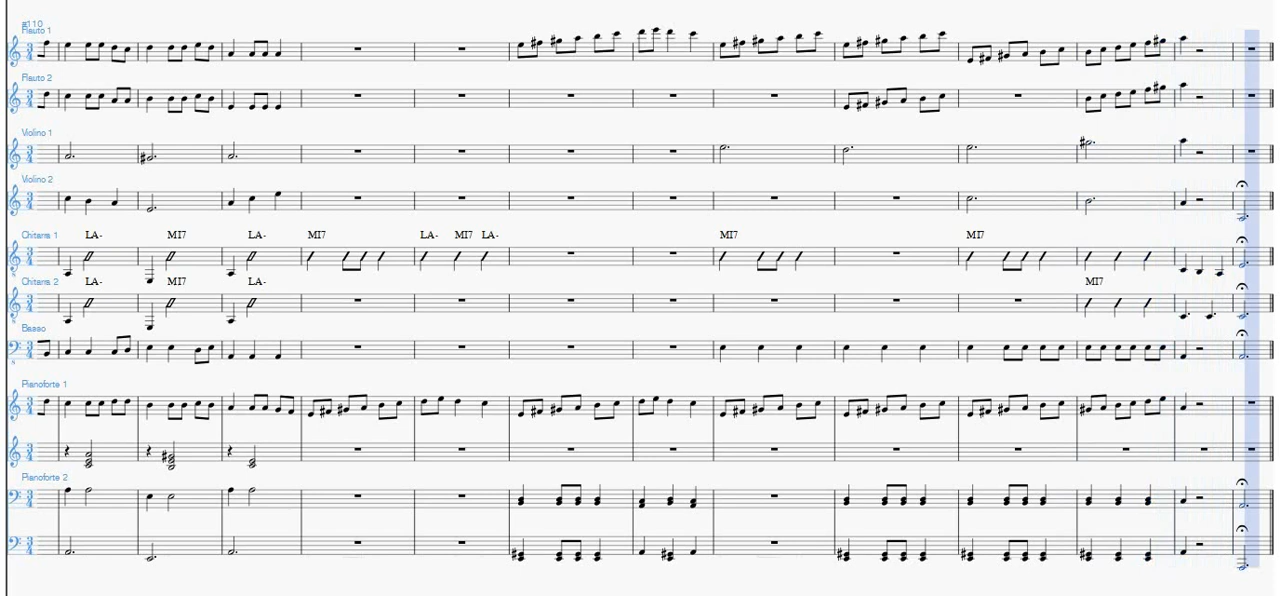 #110
Flauto 1
Flauto 2
Violino 1
Violino 2
Chitarra 1
LA- MI7 LA- MI7 LA- MI7 LA- MI7 MI7
Chitarra 2
LA- MI7 LA- MI7
Basso
Pianoforte 1
Pianoforte 2